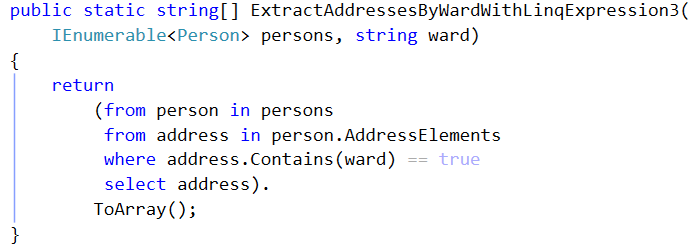 public static string[] ExtractAddressesByWardWithLinqExpression3(
    IEnumerable<Person> persons, string ward)
{
    return
        (from person in persons
         from address in person.AddressElements
         where address.Contains(ward) == true
         select address).
        ToArray();
}